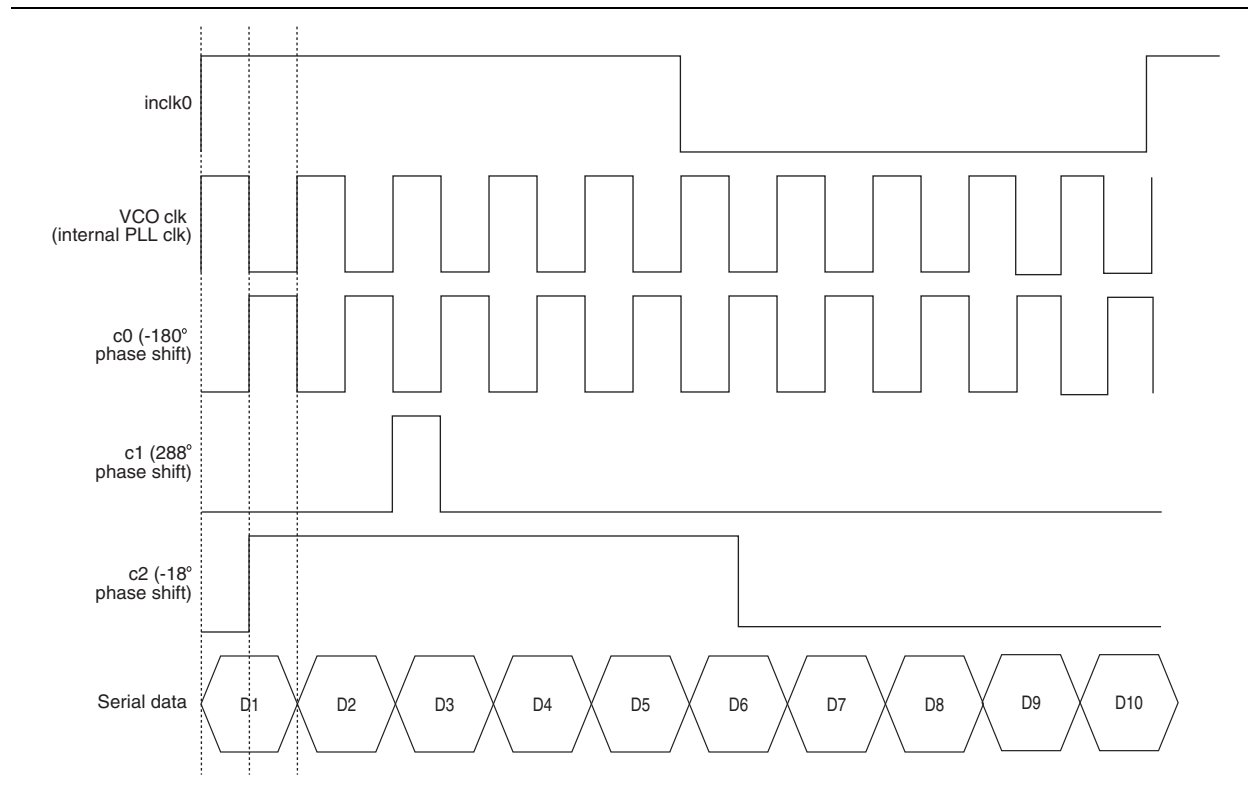 inclk0
VCO clk
(internal PLL clk)
c0 (-180°
phase shift)
c1 (288°
phase shift)
c2 (-18°
phase shift)
Serial data
D1 D2 D3 D4 D5 D6 D7 D8 D9 D10